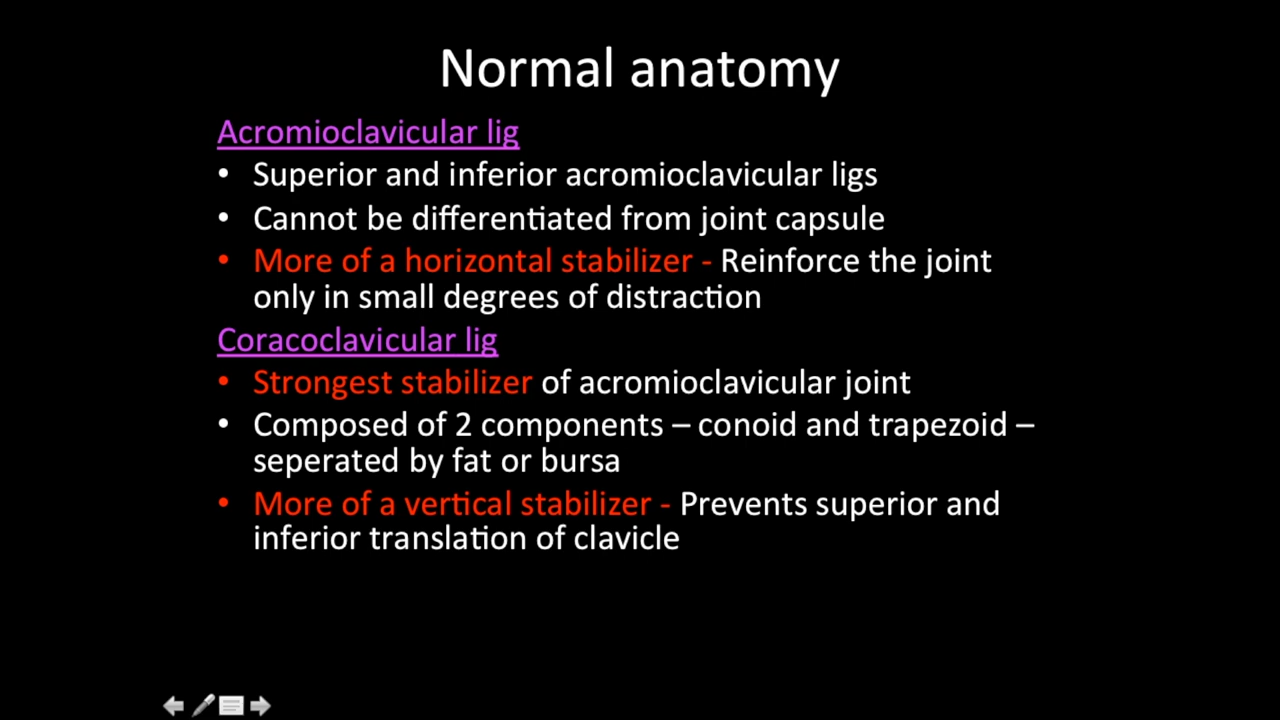 Normal anatomy
Acromioclavicular lig
• Superior and inferior acromioclavicular ligs
• Cannot be differentiated from joint capsule
• More of a horizontal stabilizer - Reinforce the joint
only in small degrees of distraction
Coracoclavicular lig
• Strongest stabilizer of acromioclavicular joint
• Composed of 2 components – conoid and trapezoid –
seperated by fat or bursa
• More of a vertical stabilizer - Prevents superior and
inferior translation of clavicle